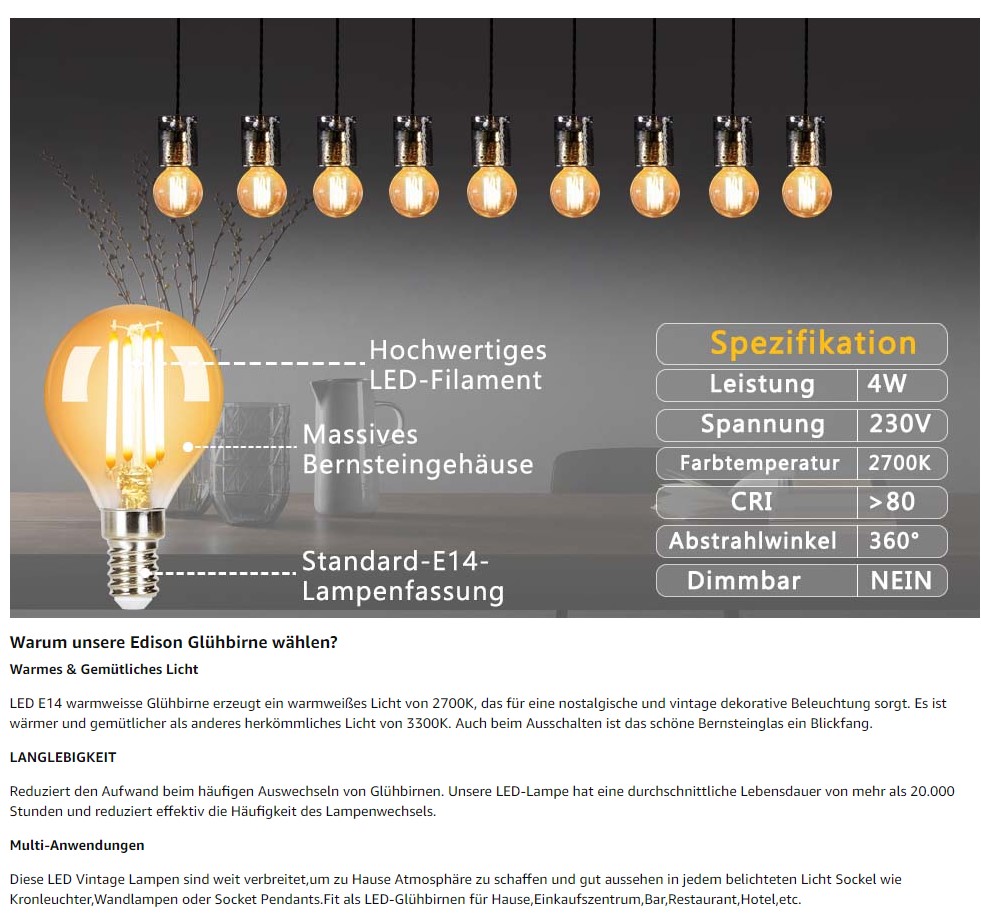 Hochwertiges
LED-Filament
Massives
Bernsteingehäuse
Standard-E14-
Lampenfassung
Spezifikation
Leistung 4W
Spannung 230V
Farbtemperatur 2700K
CRI >80
Abstrahlwinkel 360°
Dimmbar NEIN
Warum unsere Edison Glühbirne wählen?
Warmes & Gemütliches Licht
LED E14 warmweisse Glühbirne erzeugt ein warmweißes Licht von 2700K, das für eine nostalgische und vintage dekorative Beleuchtung sorgt. Es ist
wärmer und gemütlicher als anderes herkömmliches Licht von 3300K. Auch beim Ausschalten ist das schöne Bernsteinglas ein Blickfang.
LANGLEBIGKEIT
Reduziert den Aufwand beim häufigen Auswechseln von Glühbirnen. Unsere LED-Lampe hat eine durchschnittliche Lebensdauer von mehr als 20.000
Stunden und reduziert effektiv die Häufigkeit des Lampenwechsels.
Multi-Anwendungen
Diese LED Vintage Lampen sind weit verbreitet,um zu Hause Atmosphäre zu schaffen und gut aussehen in jedem belichteten Licht Sockel wie
Kronleuchter,Wandlampen oder Socket Pendants.Fit als LED-Glühbirnen für Hause,Einkaufszentrum,Bar,Restaurant,Hotel,etc.